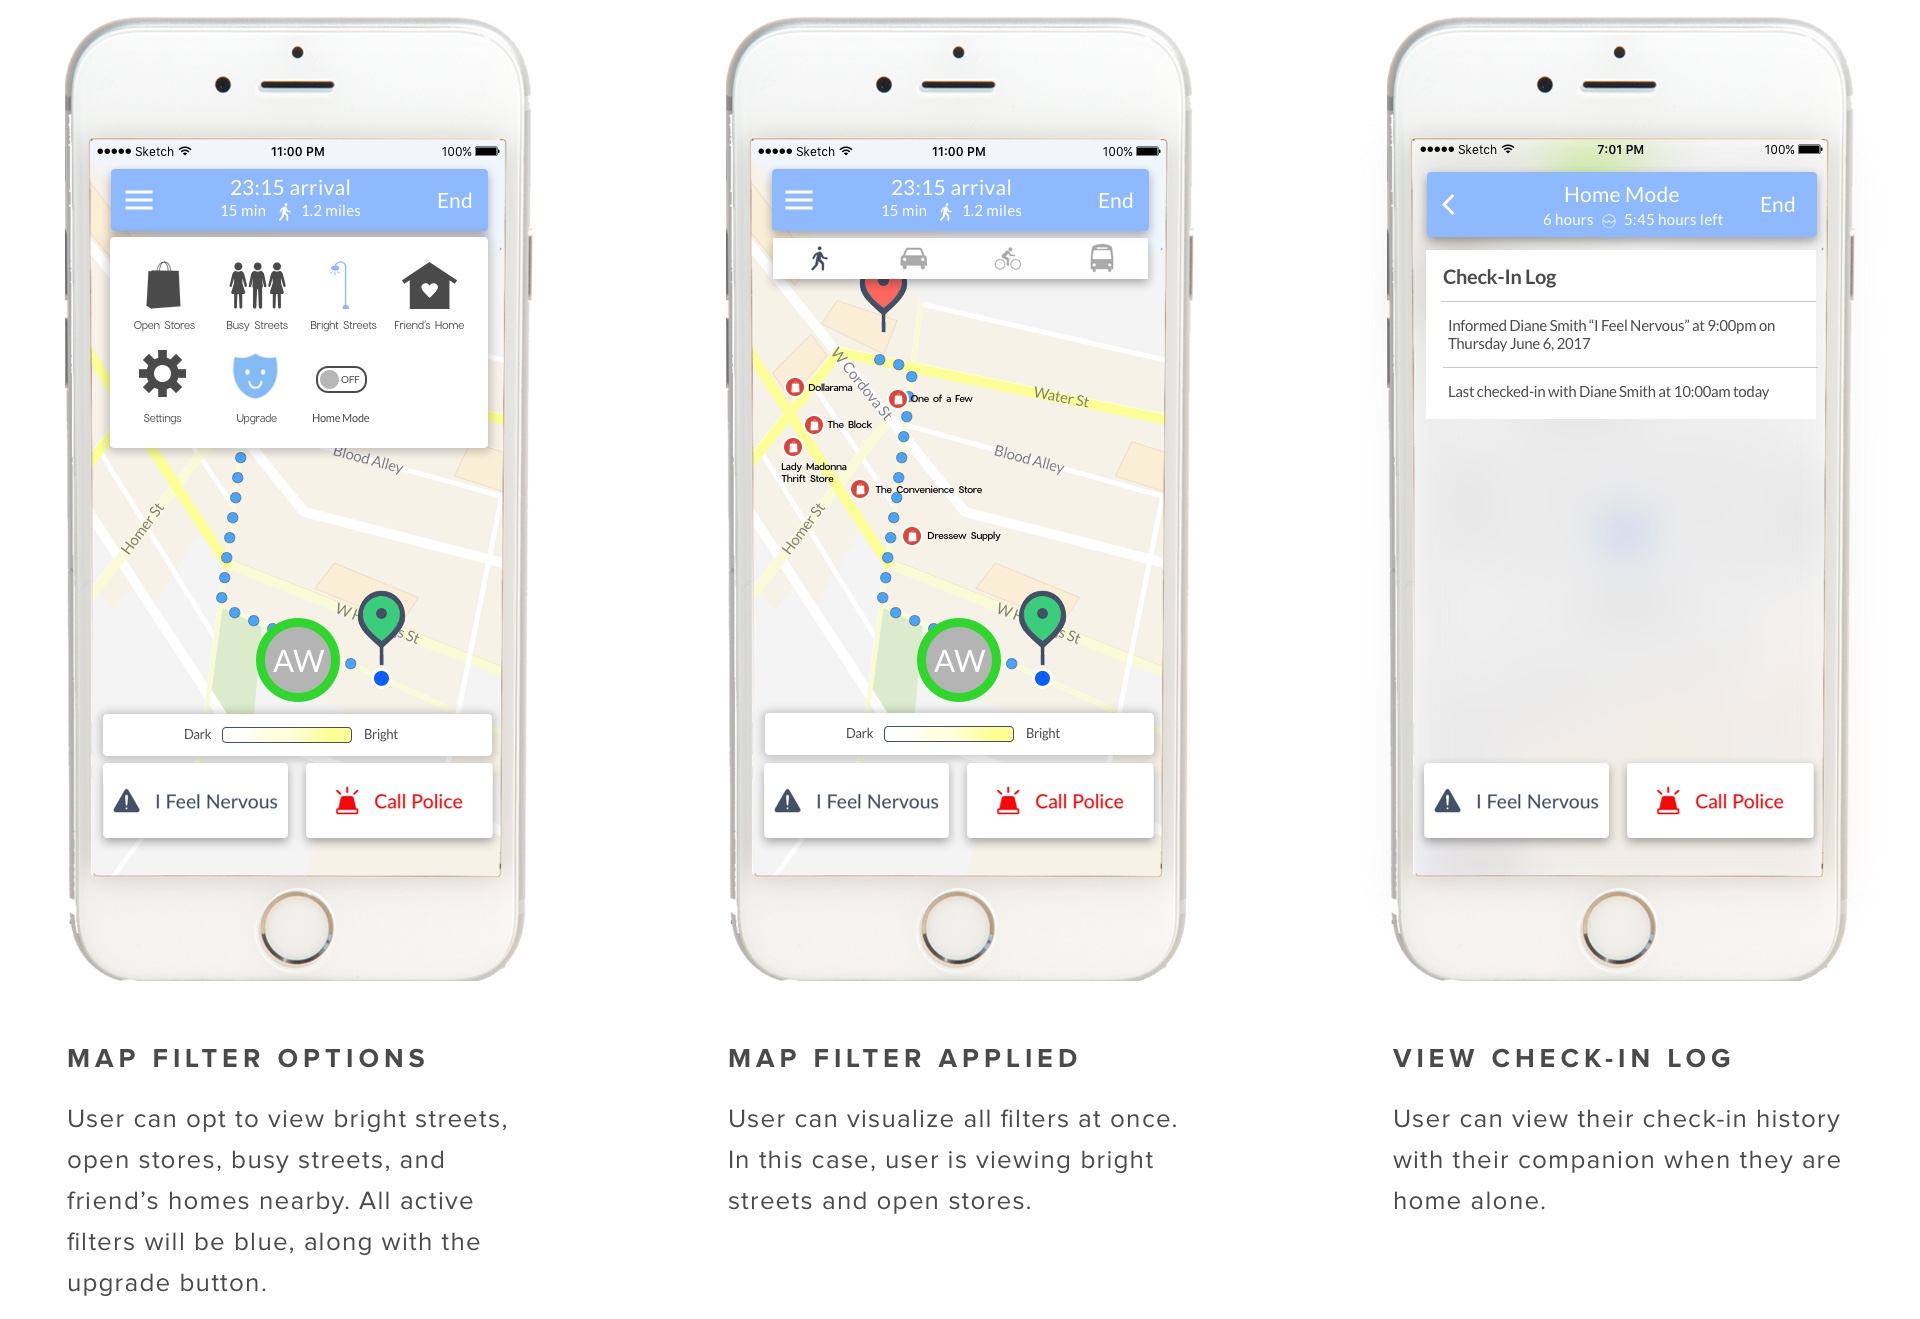 Sketch 11:00 PM 100%
23:15 arrival
15 min 1.2 miles
End
Open Stores Busy Streets Bright Streets Friend's Home
OFF
Settings Upgrade Home Mode
Blood Alley
Homer St
AW
Dark Bright
I Feel Nervous Call Police
MAP FILTER OPTIONS
User can opt to view bright streets,
open stores, busy streets, and
friend’s homes nearby. All active
filters will be blue, along with the
upgrade button.
Sketch 11:00 PM 100%
23:15 arrival
15 min 1.2 miles
End
W Cordova St
Dollarama
One of a Few
Water St
The Block
Blood Alley
Lady Madonna
Thrift Store
The Convenience Store
Homer St
Dressew Supply
AW
Dark Bright
I Feel Nervous Call Police
MAP FILTER APPLIED
User can visualize all filters at once.
In this case, user is viewing bright
streets and open stores.
Sketch 7:01 PM 100%
Home Mode
6 hours 5:45 hours left
End
Check-In Log
Informed Diane Smith “I Feel Nervous” at 9:00pm on
Thursday June 6, 2017
Last checked-in with Diane Smith at 10:00am today
I Feel Nervous Call Police
VIEW CHECK-IN LOG
User can view their check-in history
with their companion when they are
home alone.